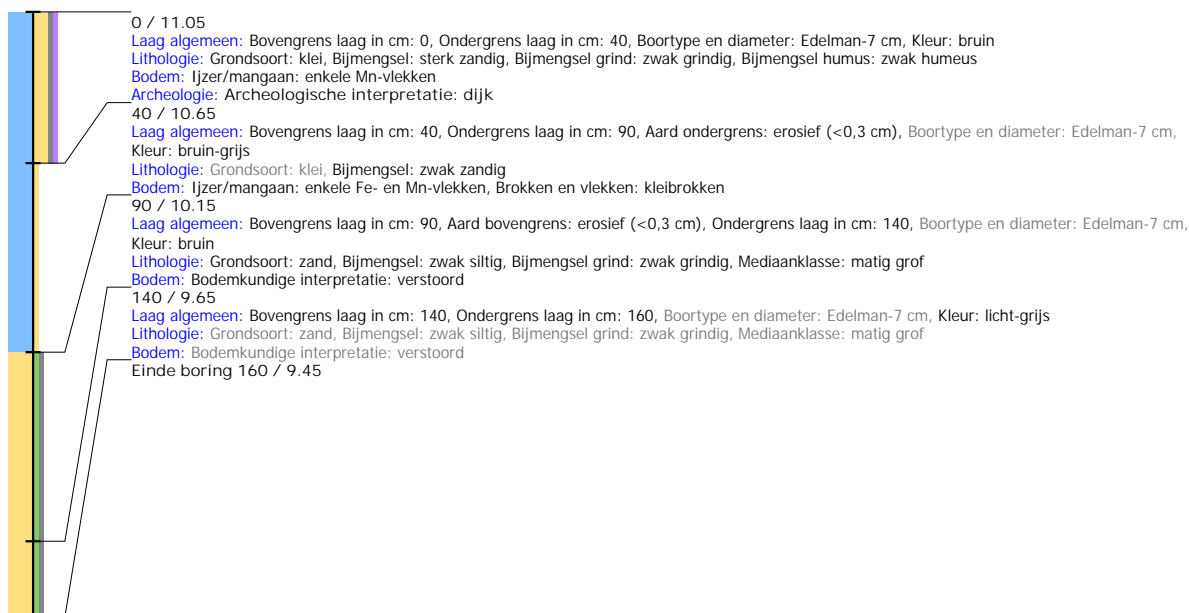 0 / 11.05
Laag algemeen: Bovengrens laag in cm: 0, Ondergrens laag in cm: 40, Boortype en diameter: Edelman-7 cm, Kleur: bruin
Lithologie: Grondsoort: klei, Bijmengsel: sterk zandig, Bijmengsel grind: zwak grindig, Bijmengsel humus: zwak humeus
Bodem: Ijzer/mangaan: enkele Mn-vlekken
Archeologie: Archeologische interpretatie: dijk
40 / 10.65
Laag algemeen: Bovengrens laag in cm: 40, Ondergrens laag in cm: 90, Aard ondergrens: erosief (<0,3 cm), Boortype en diameter: Edelman-7 cm,
Kleur: bruin-grijs
Lithologie: Grondsoort: klei, Bijmengsel: zwak zandig
Bodem: Ijzer/mangaan: enkele Fe- en Mn-vlekken, Brokken en vlekken: kleibrokken
90 / 10.15
Laag algemeen: Bovengrens laag in cm: 90, Aard bovengrens: erosief (<0,3 cm), Ondergrens laag in cm: 140, Boortype en diameter: Edelman-7 cm,
Kleur: bruin
Lithologie: Grondsoort: zand, Bijmengsel: zwak siltig, Bijmengsel grind: zwak grindig, Mediaanklasse: matig grof
Bodem: Bodemkundige interpretatie: verstoord
140 / 9.65
Laag algemeen: Bovengrens laag in cm: 140, Ondergrens laag in cm: 160, Boortype en diameter: Edelman-7 cm, Kleur: licht-grijs
Lithologie: Grondsoort: zand, Bijmengsel: zwak siltig, Bijmengsel grind: zwak grindig, Mediaanklasse: matig grof
Bodem: Bodemkundige interpretatie: verstoord
Einde boring 160 / 9.45